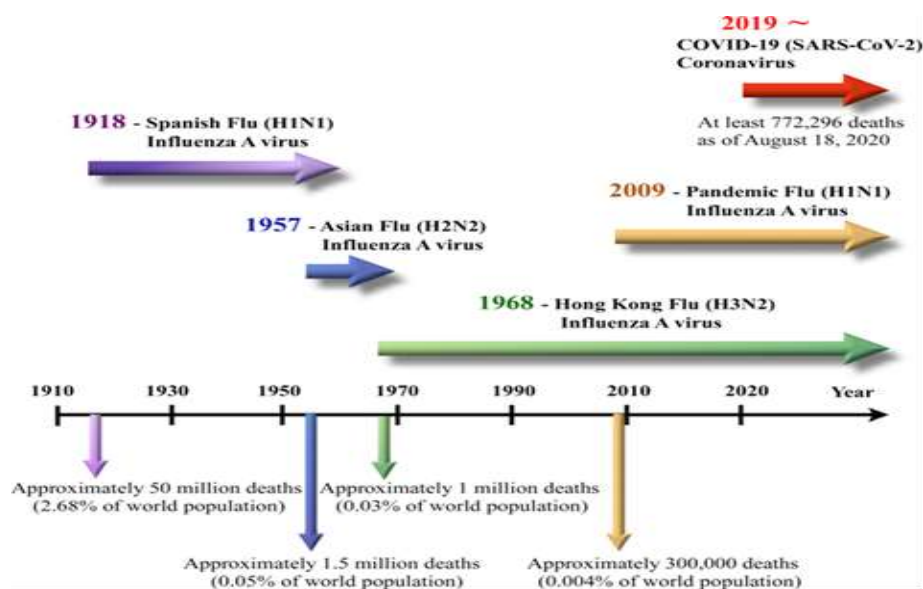 2019 ~
COVID-19 (SARS-CoV-2)
Coronavirus
At least 772,296 deaths
as of August 18, 2020
1918 - Spanish Flu (H1N1)
Influenza A virus
2009 - Pandemic Flu (H1N1)
Influenza A virus
1957 - Asian Flu (H2N2)
Influenza A virus
1968 - Hong Kong Flu (H3N2)
Influenza A virus
1910 1930 1950 1970 1990 2010 2020 Year
Approximately 50 million deaths
(2.68% of world population)
Approximately 1 million deaths
(0.03% of world population)
Approximately 1.5 million deaths
(0.05% of world population)
Approximately 300,000 deaths
(0.004% of world population)